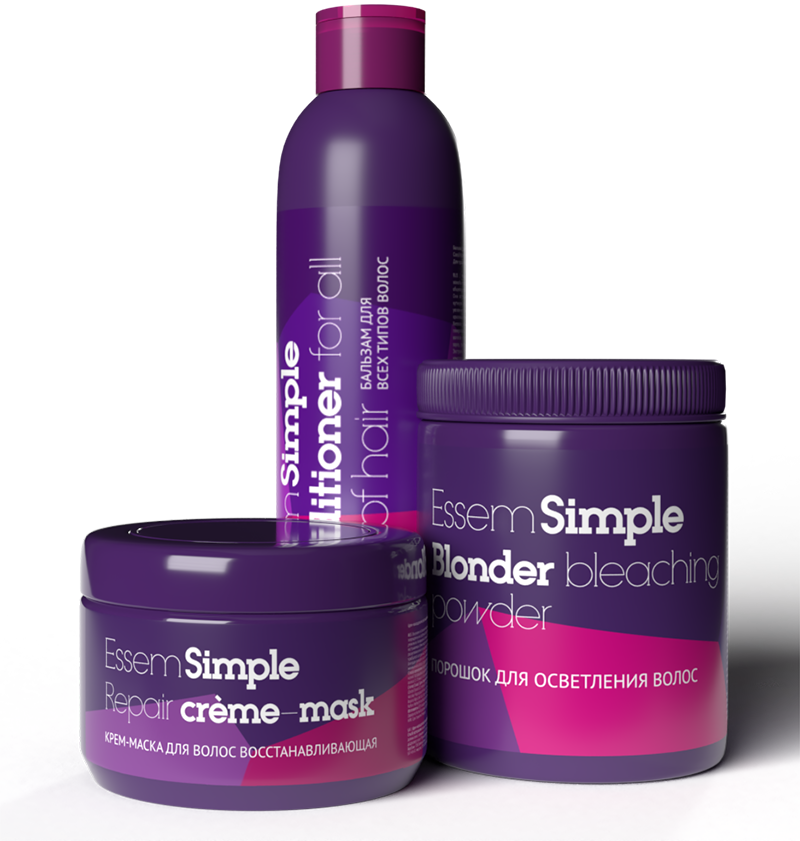 Simple
for all
of hair
БАЛЬЗАМ ДЛЯ
ВСЕХ ТИПОВ ВОЛОС
Essem Simple
Blonder bleaching
powder
ПОРОШОК ДЛЯ ОСВЕТЛЕНИЯ ВОЛОС
Essem Simple
Repair crème-mask
КРЕМ-МАСКА ДЛЯ ВОЛОС ВОССТАНАВЛИВАЮЩАЯ